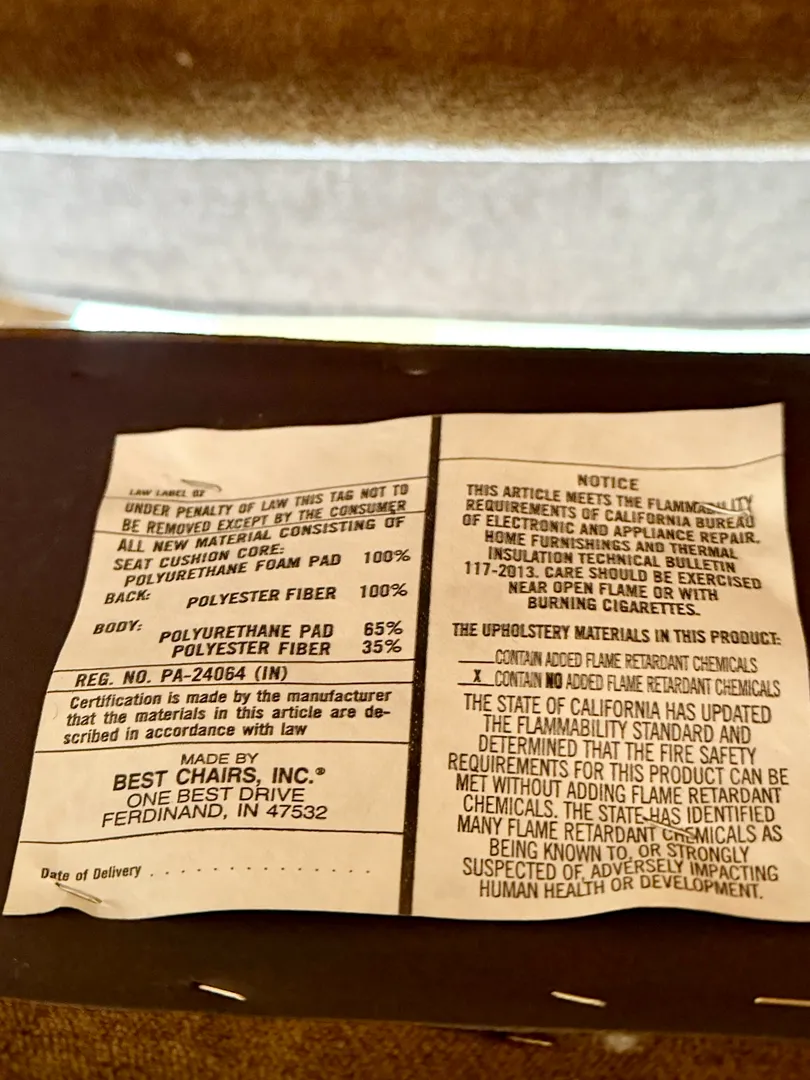 LAW LABEL 02
UNDER PENALTY OF LAW THIS TAG NOT TO
BE REMOVED EXCEPT BY THE CONSUMER
ALL NEW MATERIAL CONSISTING OF
SEAT CUSHION CORE:
POLYURETHANE FOAM PAD 100%
BACK: POLYESTER FIBER 100%
BODY: POLYURETHANE PAD 65%
POLYESTER FIBER 35%
REG. NO. PA-24064 (IN)
Certification is made by the manufacturer
that the materials in this article are de-
scribed in accordance with law
MADE BY
BEST CHAIRS, INC.®
ONE BEST DRIVE
FERDINAND, IN 47532
Date of Delivery . . . . . . . . . . . . . .
NOTICE
THIS ARTICLE MEETS THE FLAMMABILITY
REQUIREMENTS OF CALIFORNIA BUREAU
OF ELECTRONIC AND APPLIANCE REPAIR,
HOME FURNISHINGS AND THERMAL
INSULATION TECHNICAL BULLETIN
117-2013. CARE SHOULD BE EXERCISED
NEAR OPEN FLAME OR WITH
BURNING CIGARETTES.
THE UPHOLSTERY MATERIALS IN THIS PRODUCT:
___CONTAIN ADDED FLAME RETARDANT CHEMICALS
_X_CONTAIN NO ADDED FLAME RETARDANT CHEMICALS
THE STATE OF CALIFORNIA HAS UPDATED
THE FLAMMABILITY STANDARD AND
DETERMINED THAT THE FIRE SAFETY
REQUIREMENTS FOR THIS PRODUCT CAN BE
MET WITHOUT ADDING FLAME RETARDANT
CHEMICALS. THE STATE HAS IDENTIFIED
MANY FLAME RETARDANT CHEMICALS AS
BEING KNOWN TO, OR STRONGLY
SUSPECTED OF, ADVERSELY IMPACTING
HUMAN HEALTH OR DEVELOPMENT.